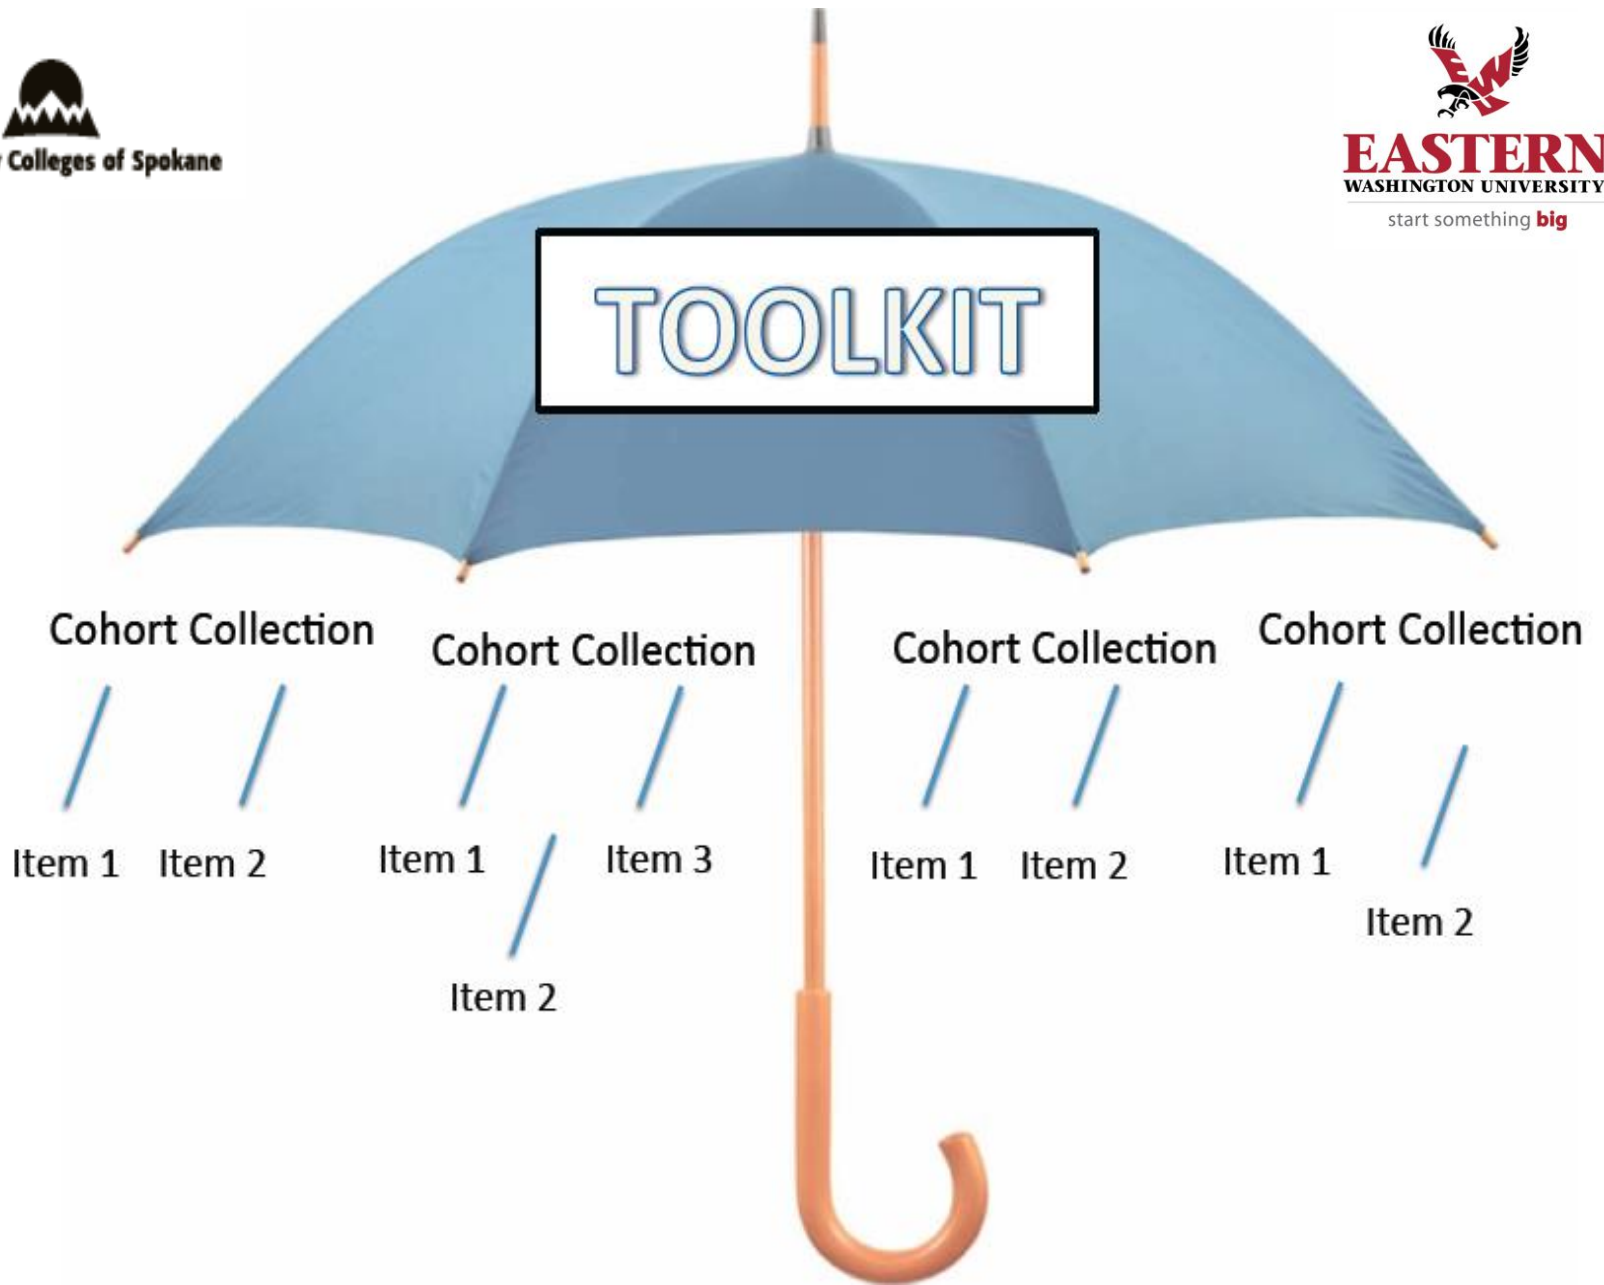 Colleges of Spokane
EASTERN
WASHINGTON UNIVERSITY
start something big
TOOLKIT
Cohort Collection
Cohort Collection
Cohort Collection
Cohort Collection
Item 1
Item 2
Item 1
Item 3
Item 1
Item 2
Item 1
Item 2
Item 2